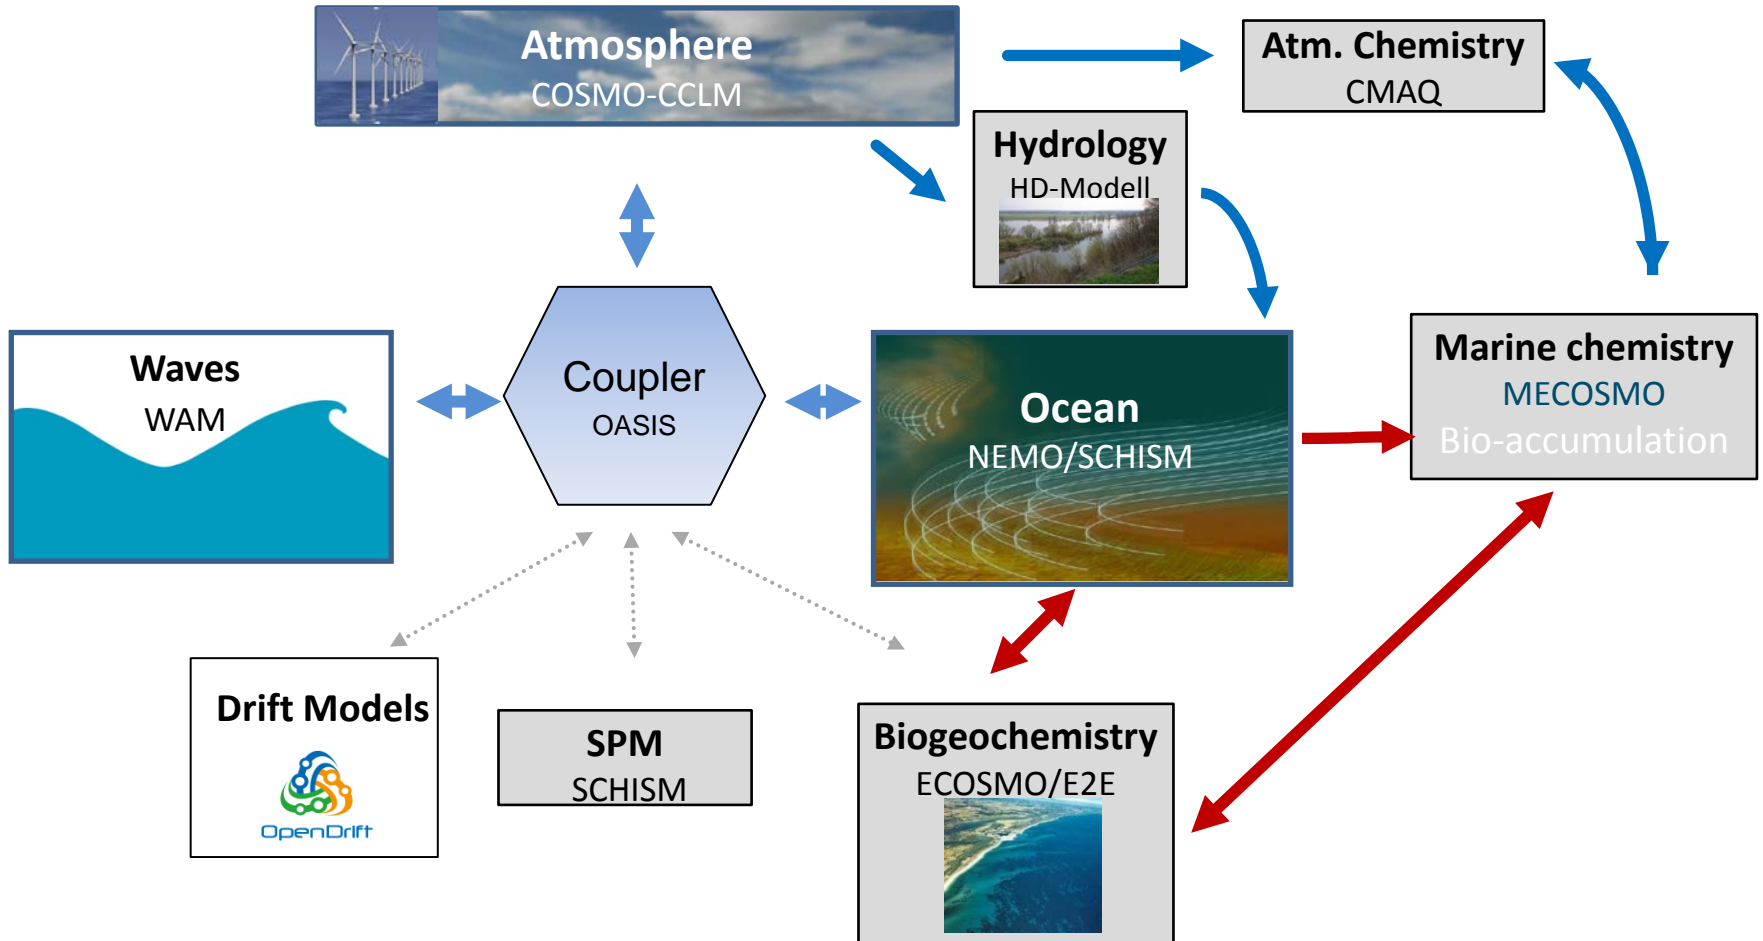 Atmosphere
COSMO-CCLM
Atm. Chemistry
CMAQ
Hydrology
HD-Modell
Waves
WAM
Coupler
OASIS
Ocean
NEMO/SCHISM
Marine chemistry
MECOSMO
Bio-accumulation
Drift Models
OpenDrift
SPM
SCHISM
Biogeochemistry
ECOSMO/E2E